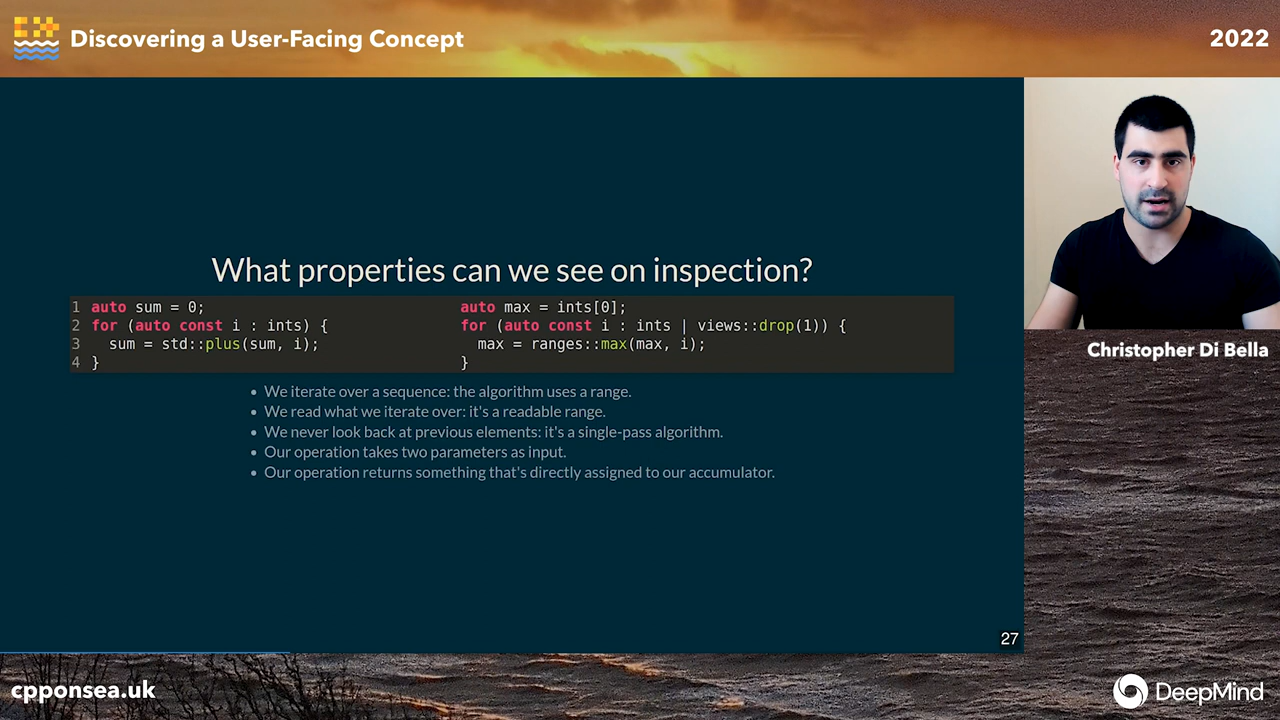 Discovering a User-Facing Concept
2022
What properties can we see on inspection?
1 auto sum = 0; auto max = ints[0];
2 for (auto const i : ints) { for (auto const i : ints | views::drop(1)) {
3 sum = std::plus(sum, i); max = ranges::max(max, i);
4 } }
• We iterate over a sequence: the algorithm uses a range.
• We read what we iterate over: it's a readable range.
• We never look back at previous elements: it's a single-pass algorithm.
• Our operation takes two parameters as input.
• Our operation returns something that's directly assigned to our accumulator.
27
Christopher Di Bella
cpponsea.uk
DeepMind